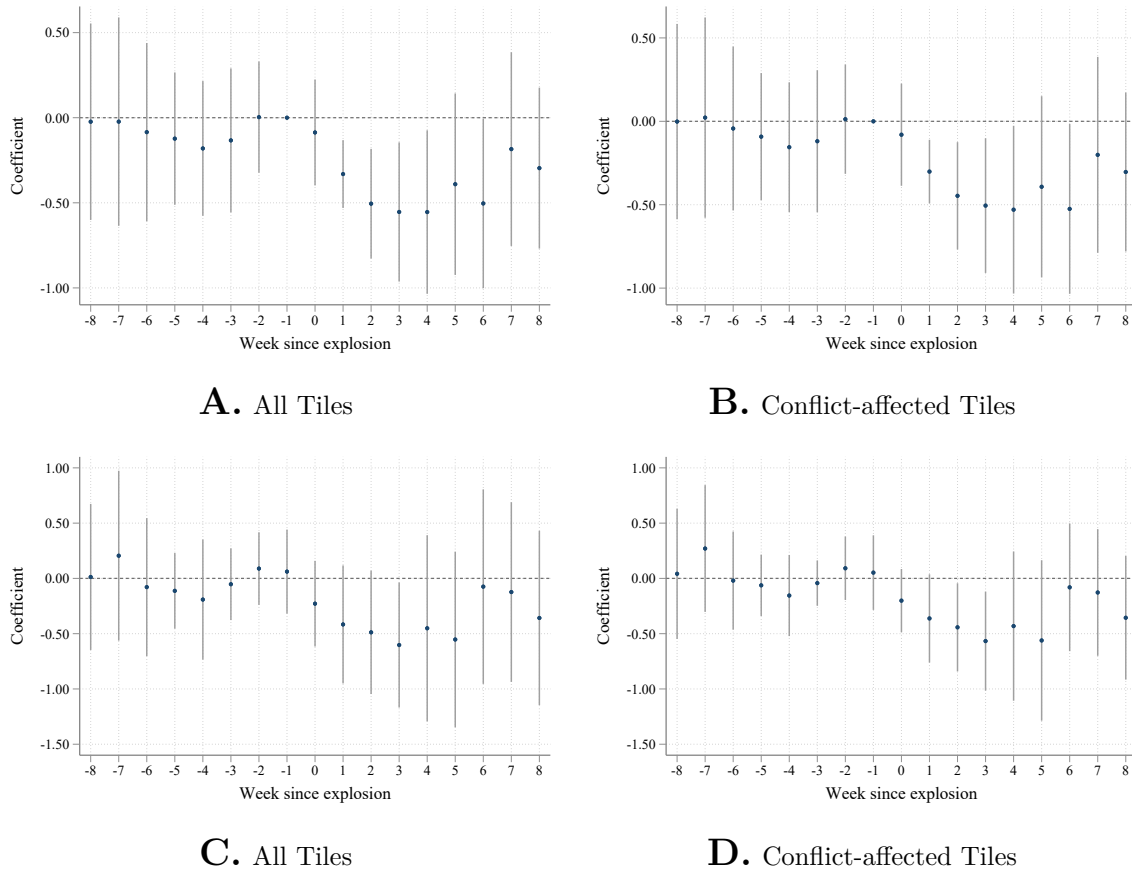 0.50
0.00
-0.50
-1.00
Coefficient
-8 -7 -6 -5 -4 -3 -2 -1 0 1 2 3 4 5 6 7 8
Week since explosion
A. All Tiles
0.50
0.00
-0.50
-1.00
Coefficient
-8 -7 -6 -5 -4 -3 -2 -1 0 1 2 3 4 5 6 7 8
Week since explosion
B. Conflict-affected Tiles
1.00
0.50
0.00
-0.50
-1.00
-1.50
Coefficient
-8 -7 -6 -5 -4 -3 -2 -1 0 1 2 3 4 5 6 7 8
Week since explosion
C. All Tiles
1.00
0.50
0.00
-0.50
-1.00
-1.50
Coefficient
-8 -7 -6 -5 -4 -3 -2 -1 0 1 2 3 4 5 6 7 8
Week since explosion
D. Conflict-affected Tiles